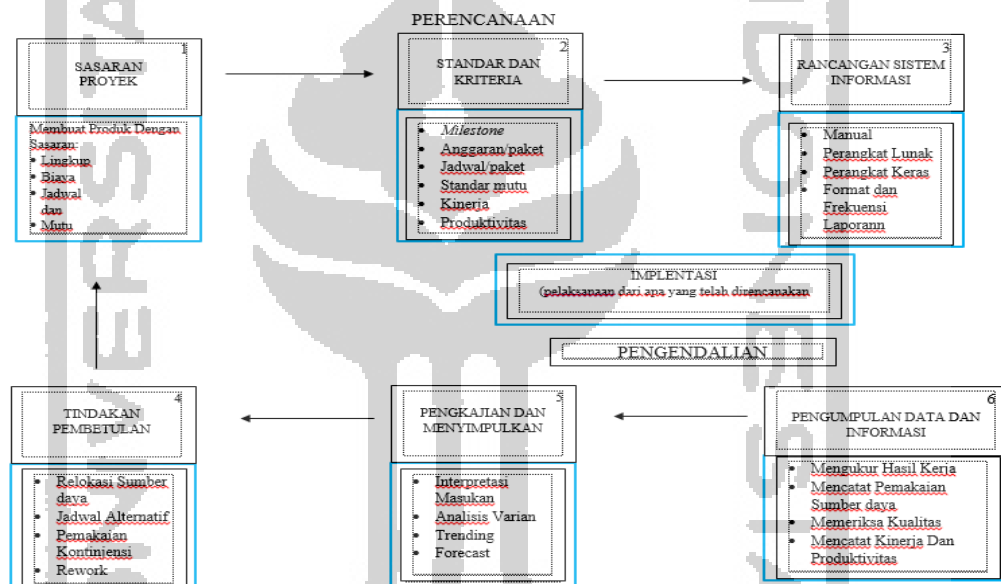 PERENCANAAN
1
SASARAN
PROYEK
Membuat Produk Dengan
Sasaran:
• Lingkup
• Biaya
• Jadwal
dan
• Mutu
2
STANDAR DAN
KRITERIA
• Milestone
• Anggaran/paket
• Jadwal/paket
• Standar mutu
• Kinerja
• Produktivitas
3
RANCANGAN SISTEM
INFORMASI
• Manual
• Perangkat Lunak
• Perangkat Keras
• Format dan
Frekuensi
Laporann
IMPLENTASI
(pelaksanaan dari apa yang telah direncanakan
PENGENDALIAN
4
TINDAKAN
PEMBETULAN
• Relokasi Sumber
daya
• Jadwal Alternatif
• Pemakaian
Kontinjensi
• Rework
5
PENGKAJIAN DAN
MENYIMPULKAN
• Interpretasi
Masukan
• Analisis Varian
• Trending
• Forecast
6
PENGUMPULAN DATA DAN
INFORMASI
• Mengukur Hasil Kerja
• Mencatat Pemakaian
Sumber daya
• Memeriksa Kualitas
• Mencatat Kinerja Dan
Produktivitas